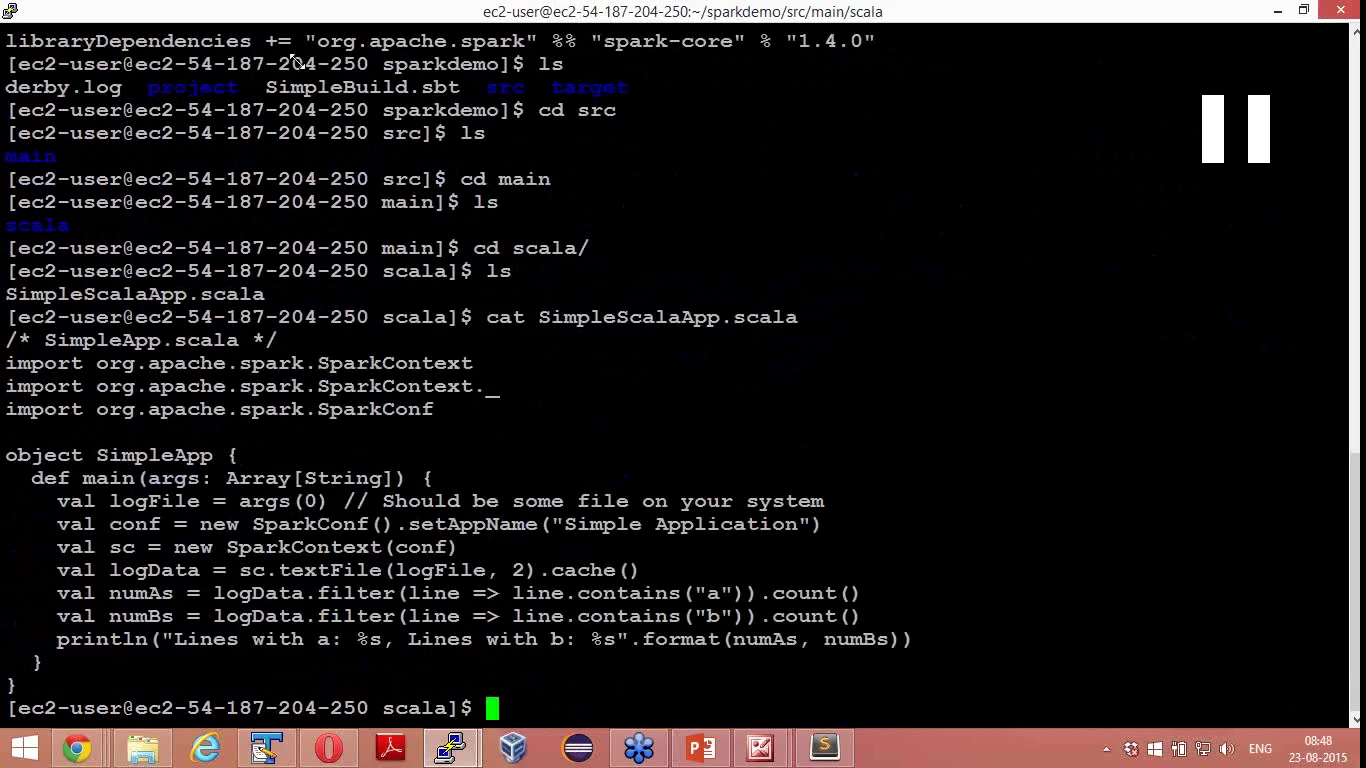 ec2-user@ec2-54-187-204-250:~/sparkdemo/src/main/scala
libraryDependencies += "org.apache.spark" %% "spark-core" % "1.4.0"
[ec2-user@ec2-54-187-204-250 sparkdemo]$ ls
derby.log  project  SimpleBuild.sbt  src  target
[ec2-user@ec2-54-187-204-250 sparkdemo]$ cd src
[ec2-user@ec2-54-187-204-250 src]$ ls
main
[ec2-user@ec2-54-187-204-250 src]$ cd main
[ec2-user@ec2-54-187-204-250 main]$ ls
scala
[ec2-user@ec2-54-187-204-250 main]$ cd scala/
[ec2-user@ec2-54-187-204-250 scala]$ ls
SimpleScalaApp.scala
[ec2-user@ec2-54-187-204-250 scala]$ cat SimpleScalaApp.scala
/* SimpleApp.scala */
import org.apache.spark.SparkContext
import org.apache.spark.SparkContext._
import org.apache.spark.SparkConf
object SimpleApp {
  def main(args: Array[String]) {
    val logFile = args(0) // Should be some file on your system
    val conf = new SparkConf().setAppName("Simple Application")
    val sc = new SparkContext(conf)
    val logData = sc.textFile(logFile, 2).cache()
    val numAs = logData.filter(line => line.contains("a")).count()
    val numBs = logData.filter(line => line.contains("b")).count()
    println("Lines with a: %s, Lines with b: %s".format(numAs, numBs))
  }
}
[ec2-user@ec2-54-187-204-250 scala]$
ENG
08:48
23-08-2015